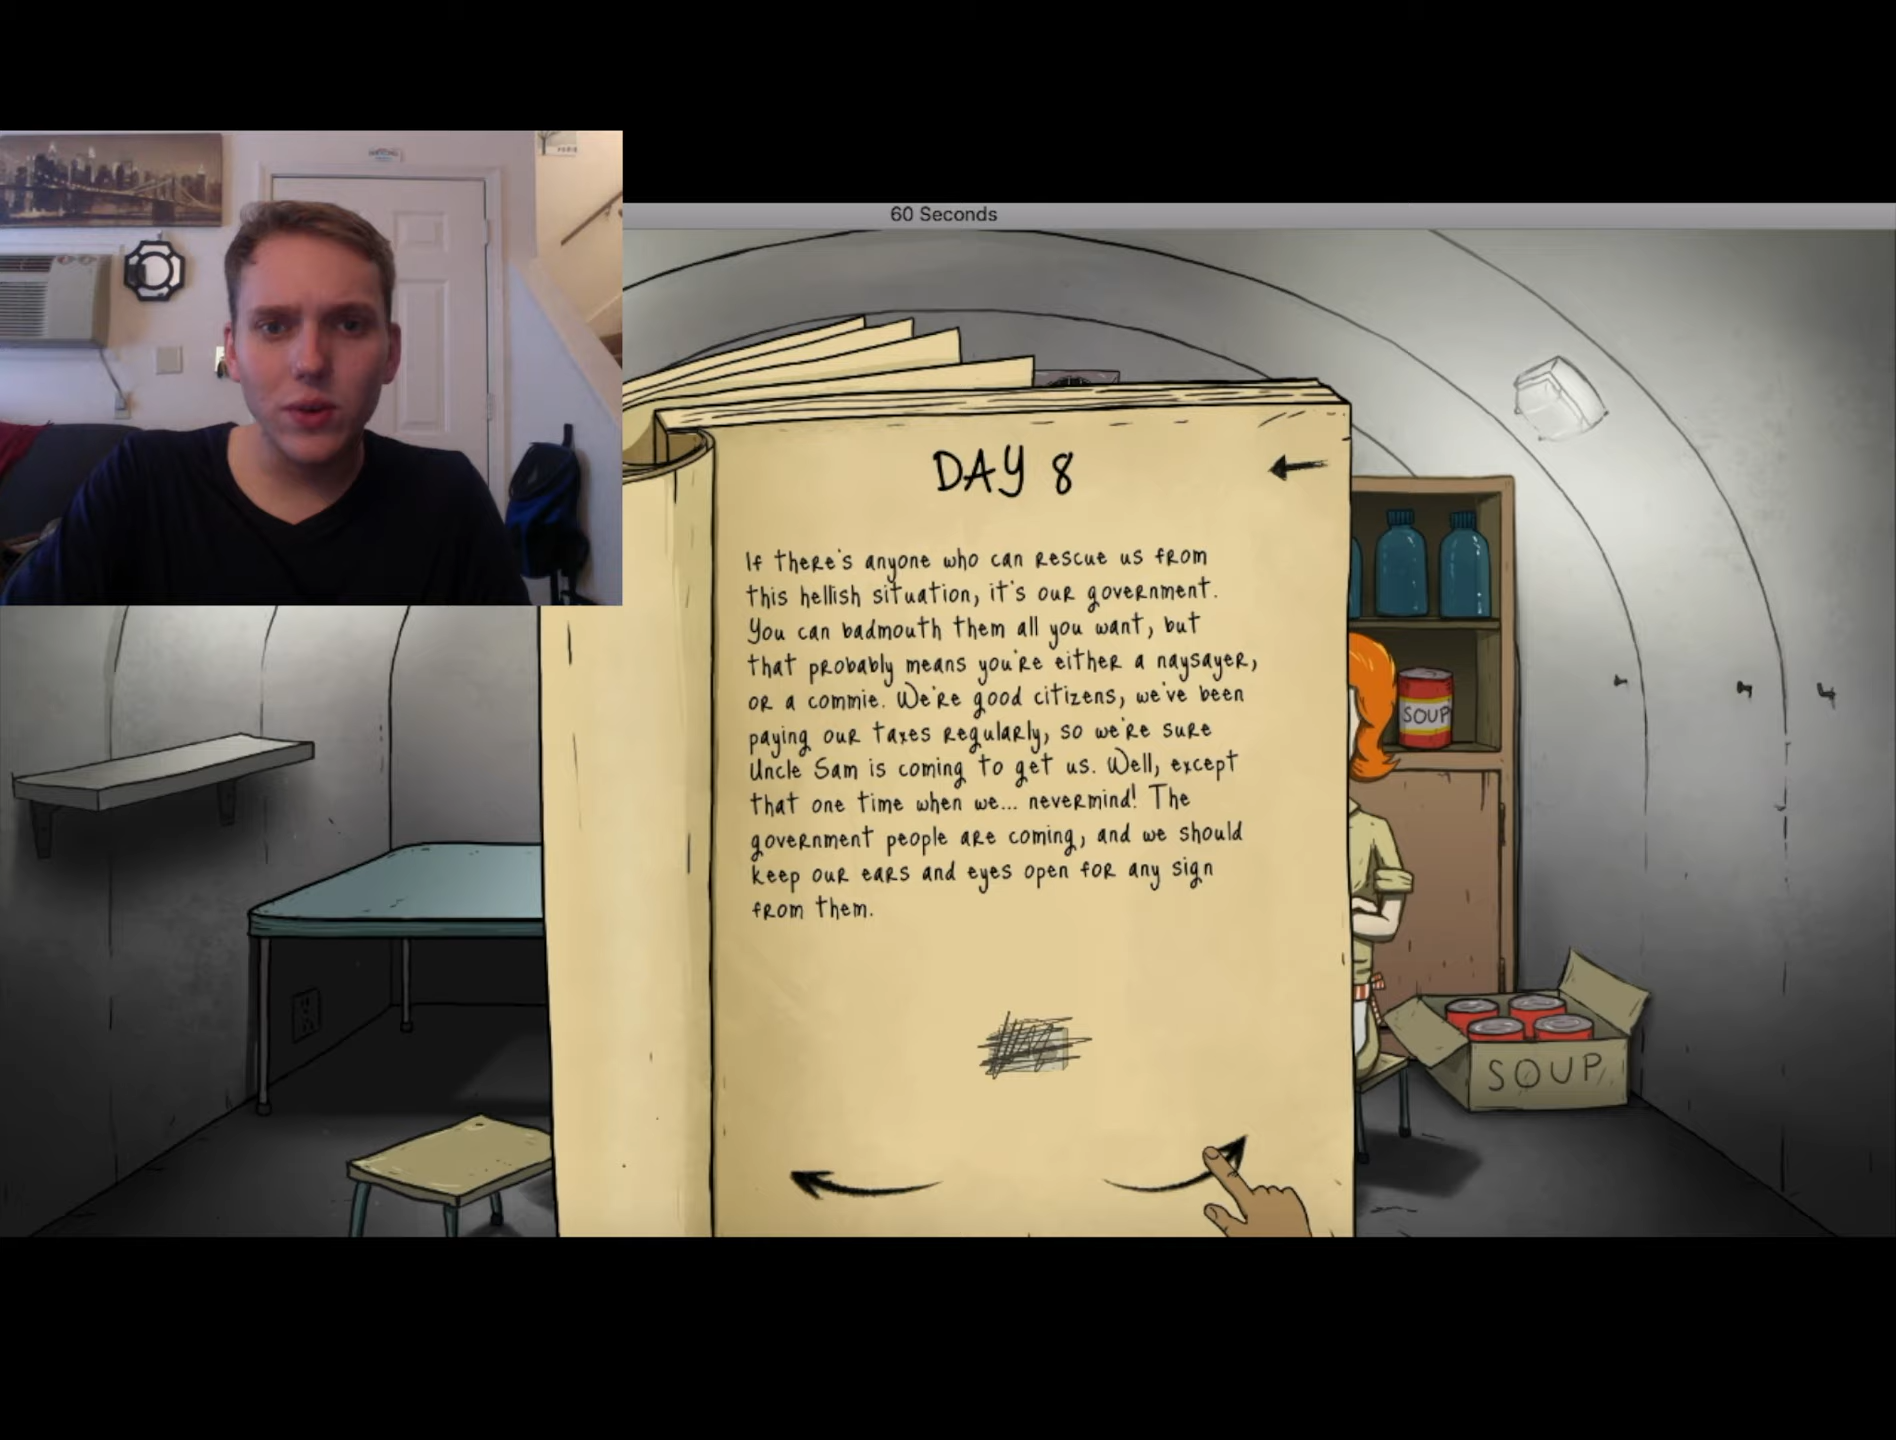 60 Seconds
DAY 8
If there's anyone who can rescue us from
this hellish situation, it's our government.
You can badmouth them all you want, but
that probably means you're either a naysayer,
or a commie. We're good citizens, we've been
paying our taxes regularly, so we're sure
Uncle Sam is coming to get us. Well, except
that one time when we... nevermind! The
government people are coming, and we should
keep our ears and eyes open for any sign
from them.
SOUP
SOUP